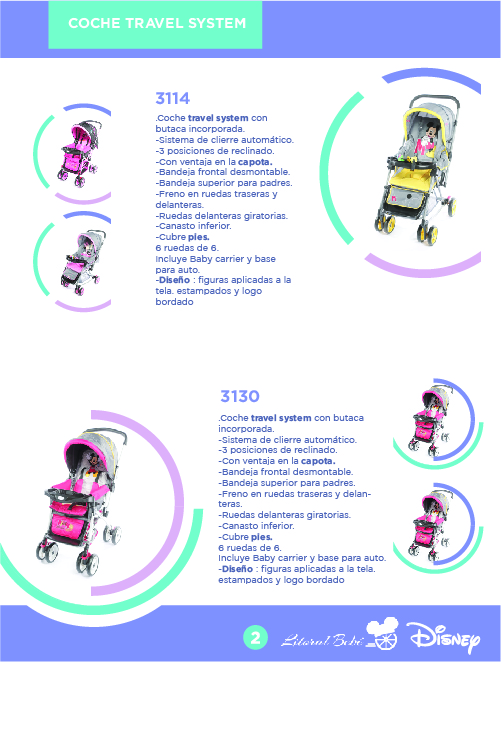 COCHE TRAVEL SYSTEM
3114
.Coche travel system con
butaca incorporada.
-Sistema de clierre automático.
-3 posiciones de reclinado.
-Con ventaja en la capota.
-Bandeja frontal desmontable.
-Bandeja superior para padres.
-Freno en ruedas traseras y
delanteras.
-Ruedas delanteras giratorias.
-Canasto inferior.
-Cubre pies.
6 ruedas de 6.
Incluye Baby carrier y base
para auto.
-Diseño : figuras aplicadas a la
tela. estampados y logo
bordado
3130
.Coche travel system con butaca
incorporada.
-Sistema de clierre automático.
-3 posiciones de reclinado.
-Con ventaja en la capota.
-Bandeja frontal desmontable.
-Bandeja superior para padres.
-Freno en ruedas traseras y delan-
teras.
-Ruedas delanteras giratorias.
-Canasto inferior.
-Cubre pies.
6 ruedas de 6.
Incluye Baby carrier y base para auto.
-Diseño : figuras aplicadas a la tela.
estampados y logo bordado
2
Litoral Bebé
Disney